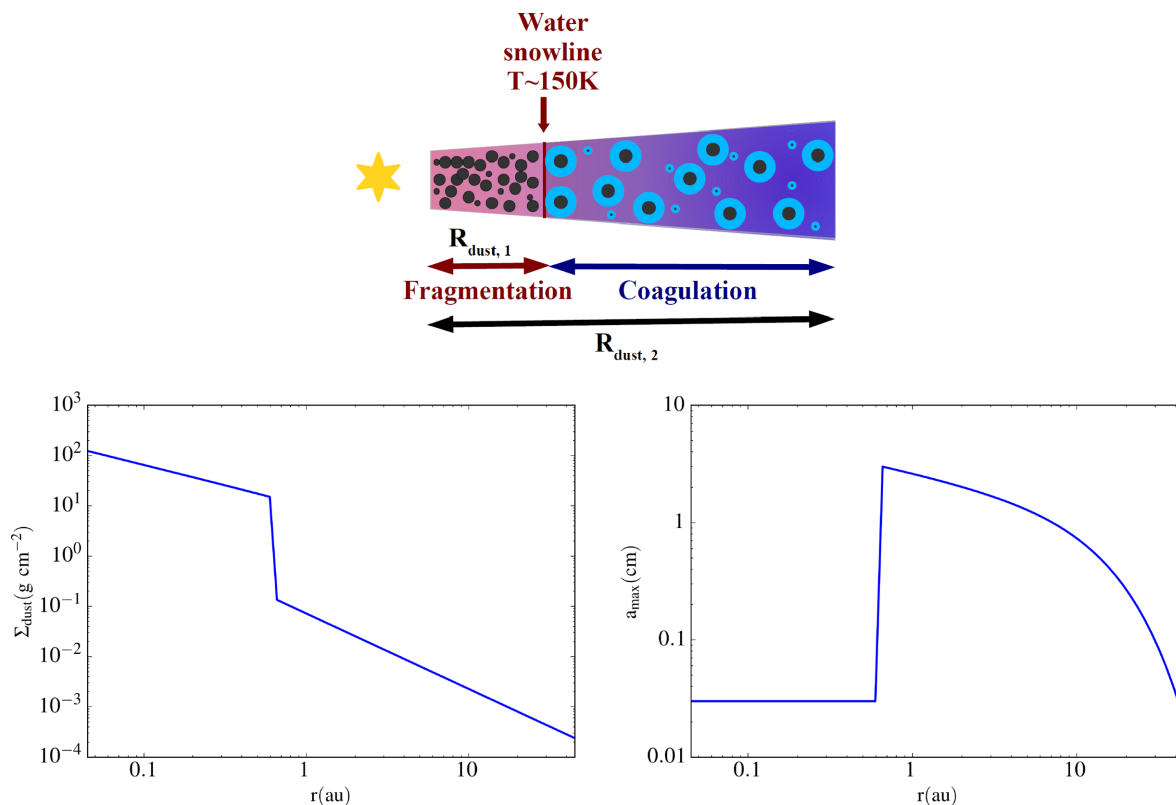 Water
snowline
T~150K
R_dust, 1
Fragmentation
Coagulation
R_dust, 2
10^3
10^2
10^1
10^0
10^-1
10^-2
10^-3
10^-4
Σ_dust(g cm^-2)
0.1
1
10
r(au)
10
1
0.1
0.01
a_max(cm)
0.1
1
10
r(au)